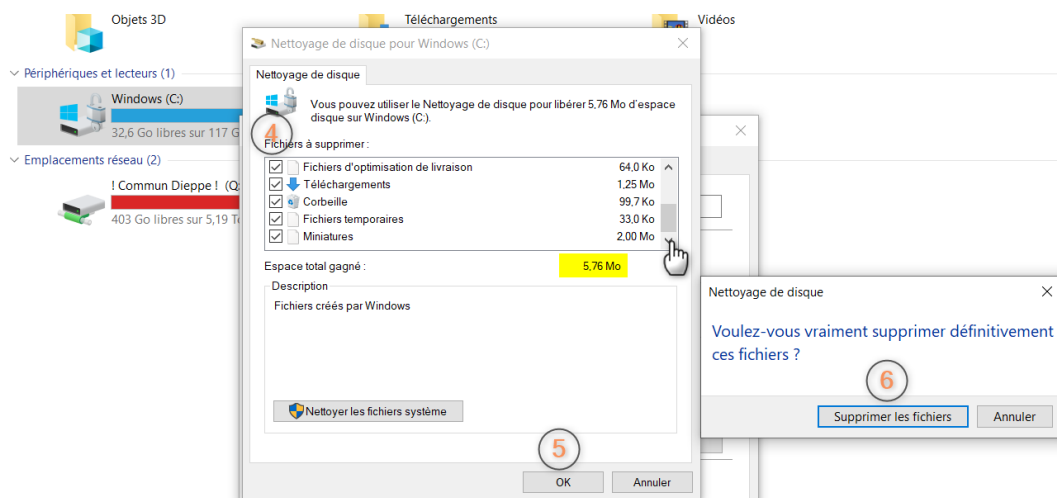 Objets 3D
Téléchargements
Vidéos
Périphériques et lecteurs (1)
Windows (C:)
32,6 Go libres sur 117 G
Emplacements réseau (2)
! Commun Dieppe ! (Q:
403 Go libres sur 5,19 To
Nettoyage de disque pour Windows (C:)
Nettoyage de disque
Vous pouvez utiliser le Nettoyage de disque pour libérer 5,76 Mo d'espace
disque sur Windows (C:).
4
Fichiers à supprimer :
Fichiers d'optimisation de livraison 64,0 Ko
Téléchargements 1,25 Mo
Corbeille 99,7 Ko
Fichiers temporaires 33,0 Ko
Miniatures 2,00 Mo
Espace total gagné : 5,76 Mo
Description
Fichiers créés par Windows
Nettoyer les fichiers système
5
OK Annuler
Nettoyage de disque
Voulez-vous vraiment supprimer définitivement
ces fichiers ?
6
Supprimer les fichiers Annuler